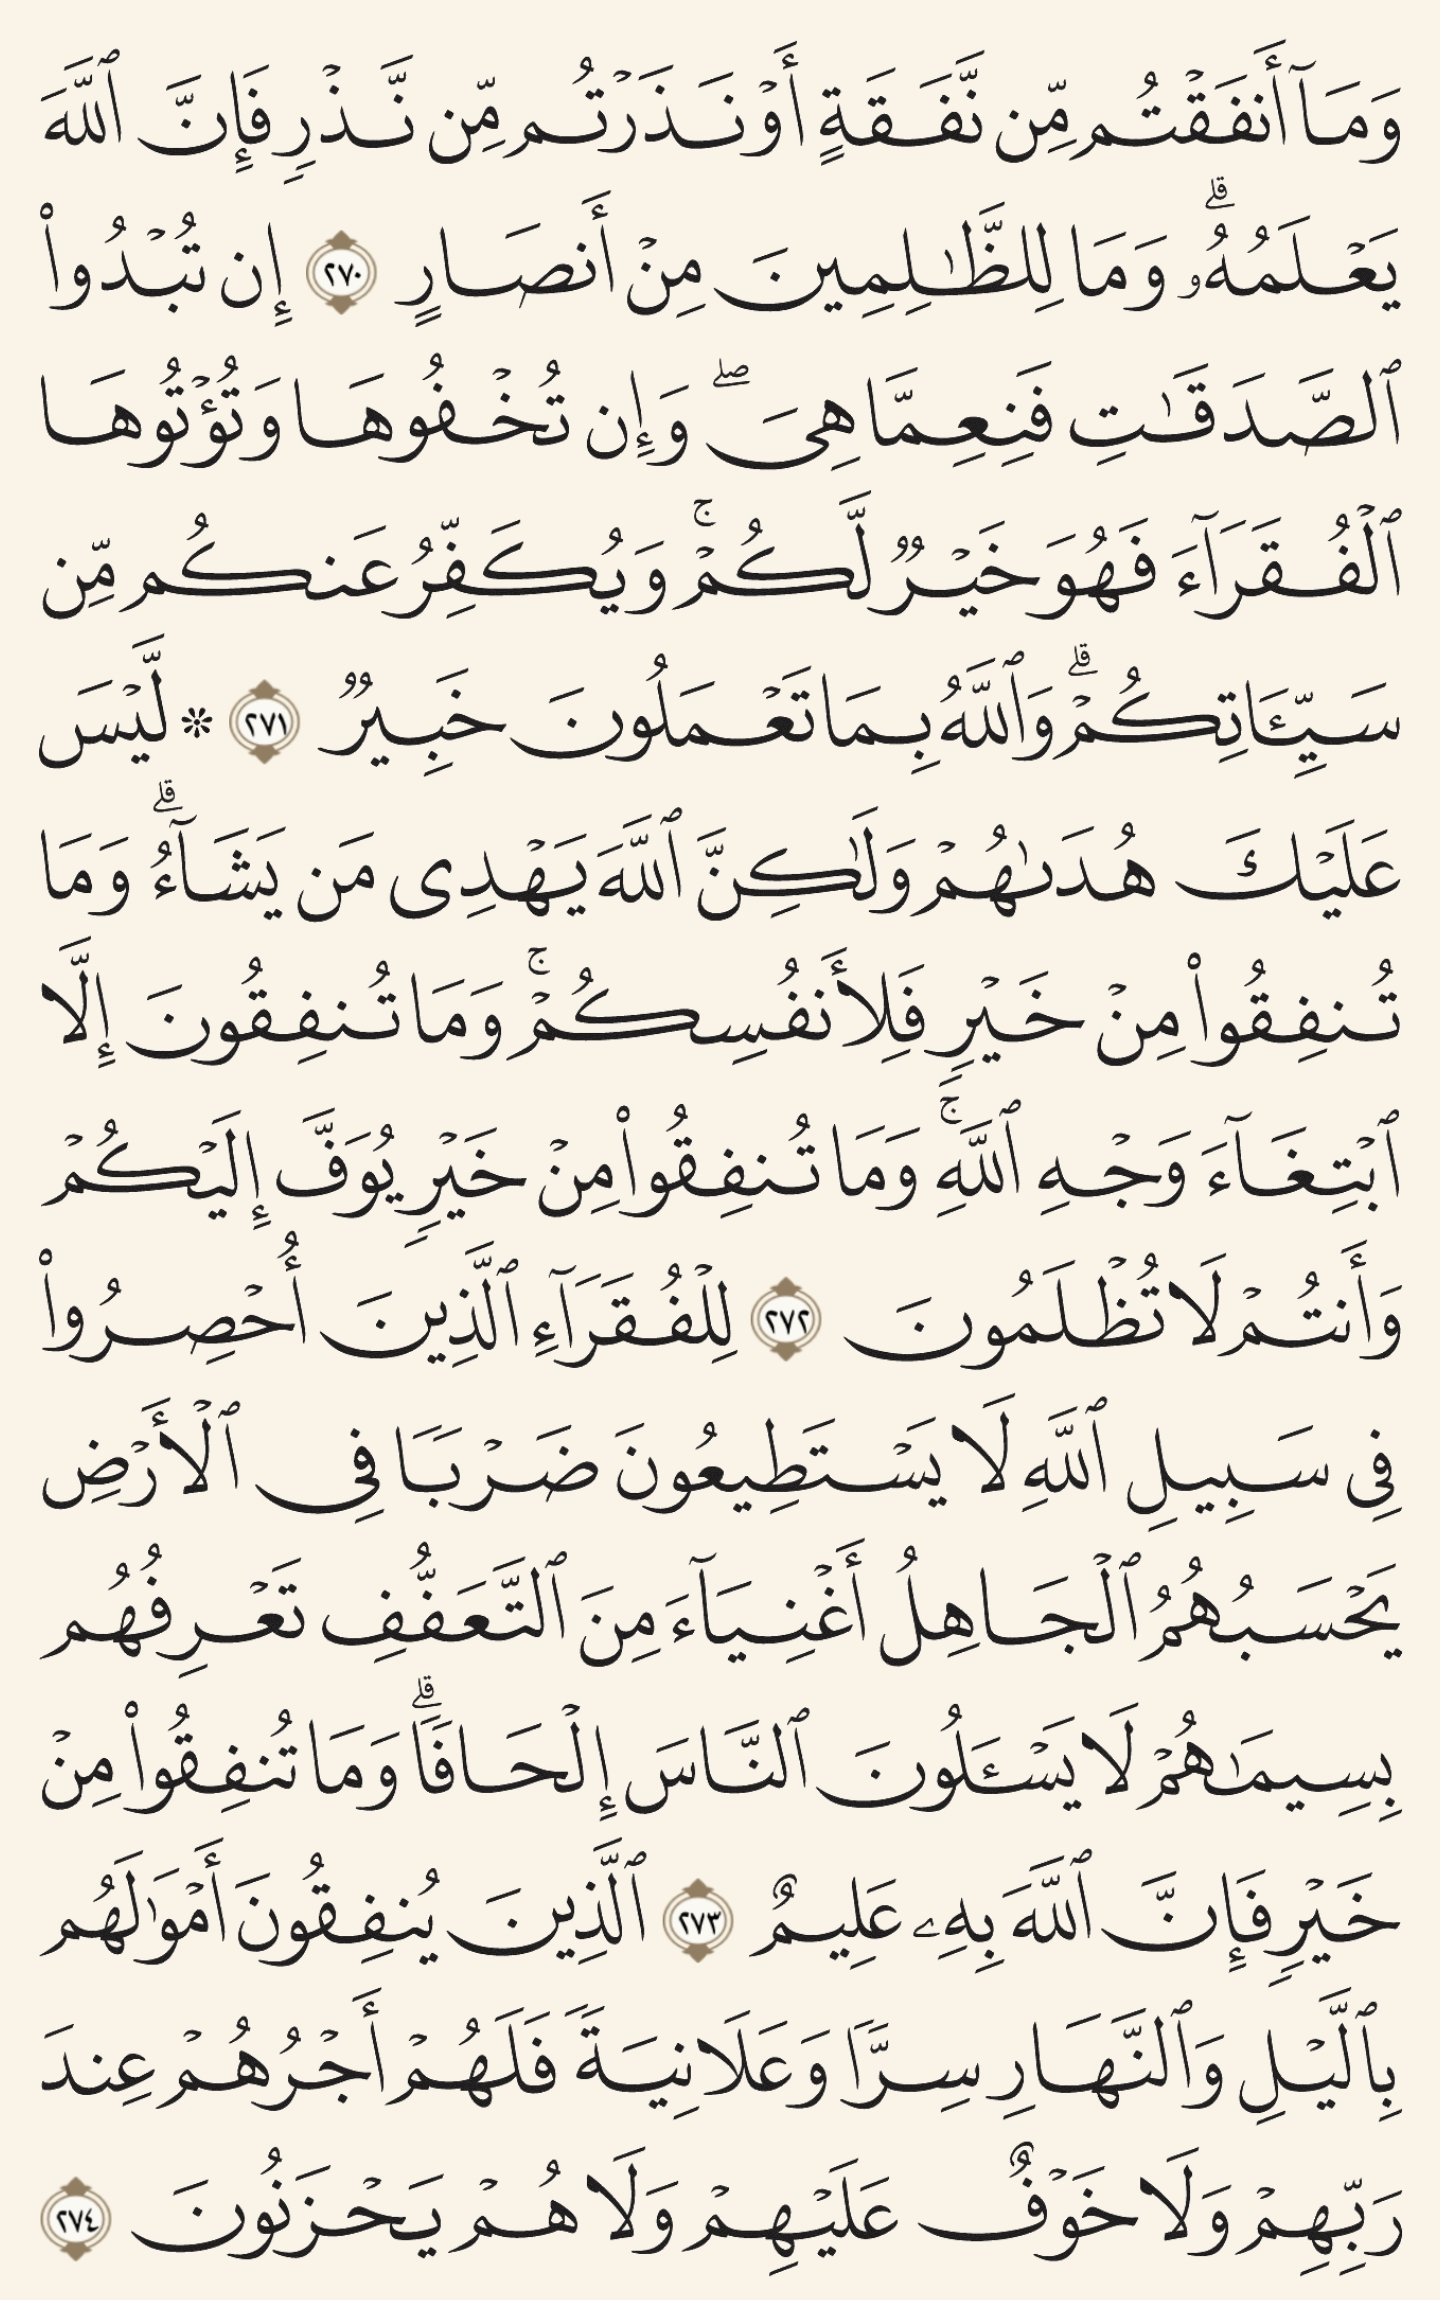 وَمَآ أَنفَقْتُم مِّن نَّفَقَةٍ أَوْ نَذَرْتُم مِّن نَّذْرٍ فَإِنَّ ٱللَّهَ
يَعْلَمُهُۥۗ وَمَا لِلظَّٰلِمِينَ مِنْ أَنصَارٍ ٢٧٠ إِن تُبْدُوا۟
ٱلصَّدَقَٰتِ فَنِعِمَّا هِىَۖ وَإِن تُخْفُوهَا وَتُؤْتُوهَا
ٱلْفُقَرَآءَ فَهُوَ خَيْرٌ لَّكُمْۚ وَيُكَفِّرُ عَنكُم مِّن
سَيِّـَٔاتِكُمْۗ وَٱللَّهُ بِمَا تَعْمَلُونَ خَبِيرٌ ٢٧١ ۞ لَّيْسَ
عَلَيْكَ هُدَىٰهُمْ وَلَٰكِنَّ ٱللَّهَ يَهْدِى مَن يَشَآءُۗ وَمَا
تُنفِقُوا۟ مِنْ خَيْرٍ فَلِأَنفُسِكُمْۚ وَمَا تُنفِقُونَ إِلَّا
ٱبْتِغَآءَ وَجْهِ ٱللَّهِۚ وَمَا تُنفِقُوا۟ مِنْ خَيْرٍ يُوَفَّ إِلَيْكُمْ
وَأَنتُمْ لَا تُظْلَمُونَ ٢٧٢ لِلْفُقَرَآءِ ٱلَّذِينَ أُحْصِرُوا۟
فِى سَبِيلِ ٱللَّهِ لَا يَسْتَطِيعُونَ ضَرْبًا فِى ٱلْأَرْضِ
يَحْسَبُهُمُ ٱلْجَاهِلُ أَغْنِيَآءَ مِنَ ٱلتَّعَفُّفِ تَعْرِفُهُم
بِسِيمَٰهُمْ لَا يَسْـَٔلُونَ ٱلنَّاسَ إِلْحَافًاۗ وَمَا تُنفِقُوا۟ مِنْ
خَيْرٍ فَإِنَّ ٱللَّهَ بِهِۦ عَلِيمٌ ٢٧٣ ٱلَّذِينَ يُنفِقُونَ أَمْوَٰلَهُم
بِٱلَّيْلِ وَٱلنَّهَارِ سِرًّا وَعَلَانِيَةً فَلَهُمْ أَجْرُهُمْ عِندَ
رَبِّهِمْ وَلَا خَوْفٌ عَلَيْهِمْ وَلَا هُمْ يَحْزَنُونَ ٢٧٤